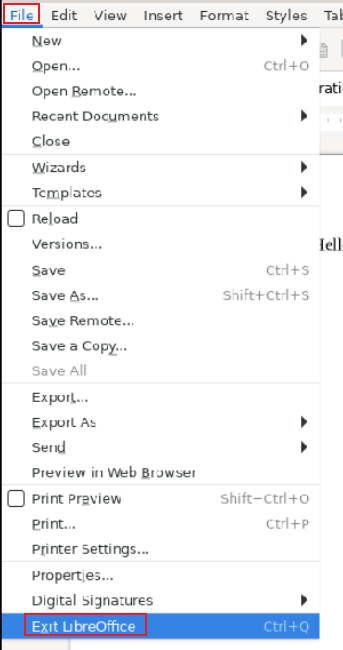 File Edit View Insert Format Styles Tab
New
Open... Ctrl+O
Open Remote...
Recent Documents
Close
Wizards
Templates
Reload
Versions...
Save Ctrl+S
Save As... Shift+Ctrl+S
Save Remote...
Save a Copy...
Save All
Export...
Export As
Send
Preview in Web Browser
Print Preview Shift-Ctrl+O
Print... Ctrl+P
Printer Settings...
Properties...
Digital Signatures
Exit LibreOffice Ctrl+Q